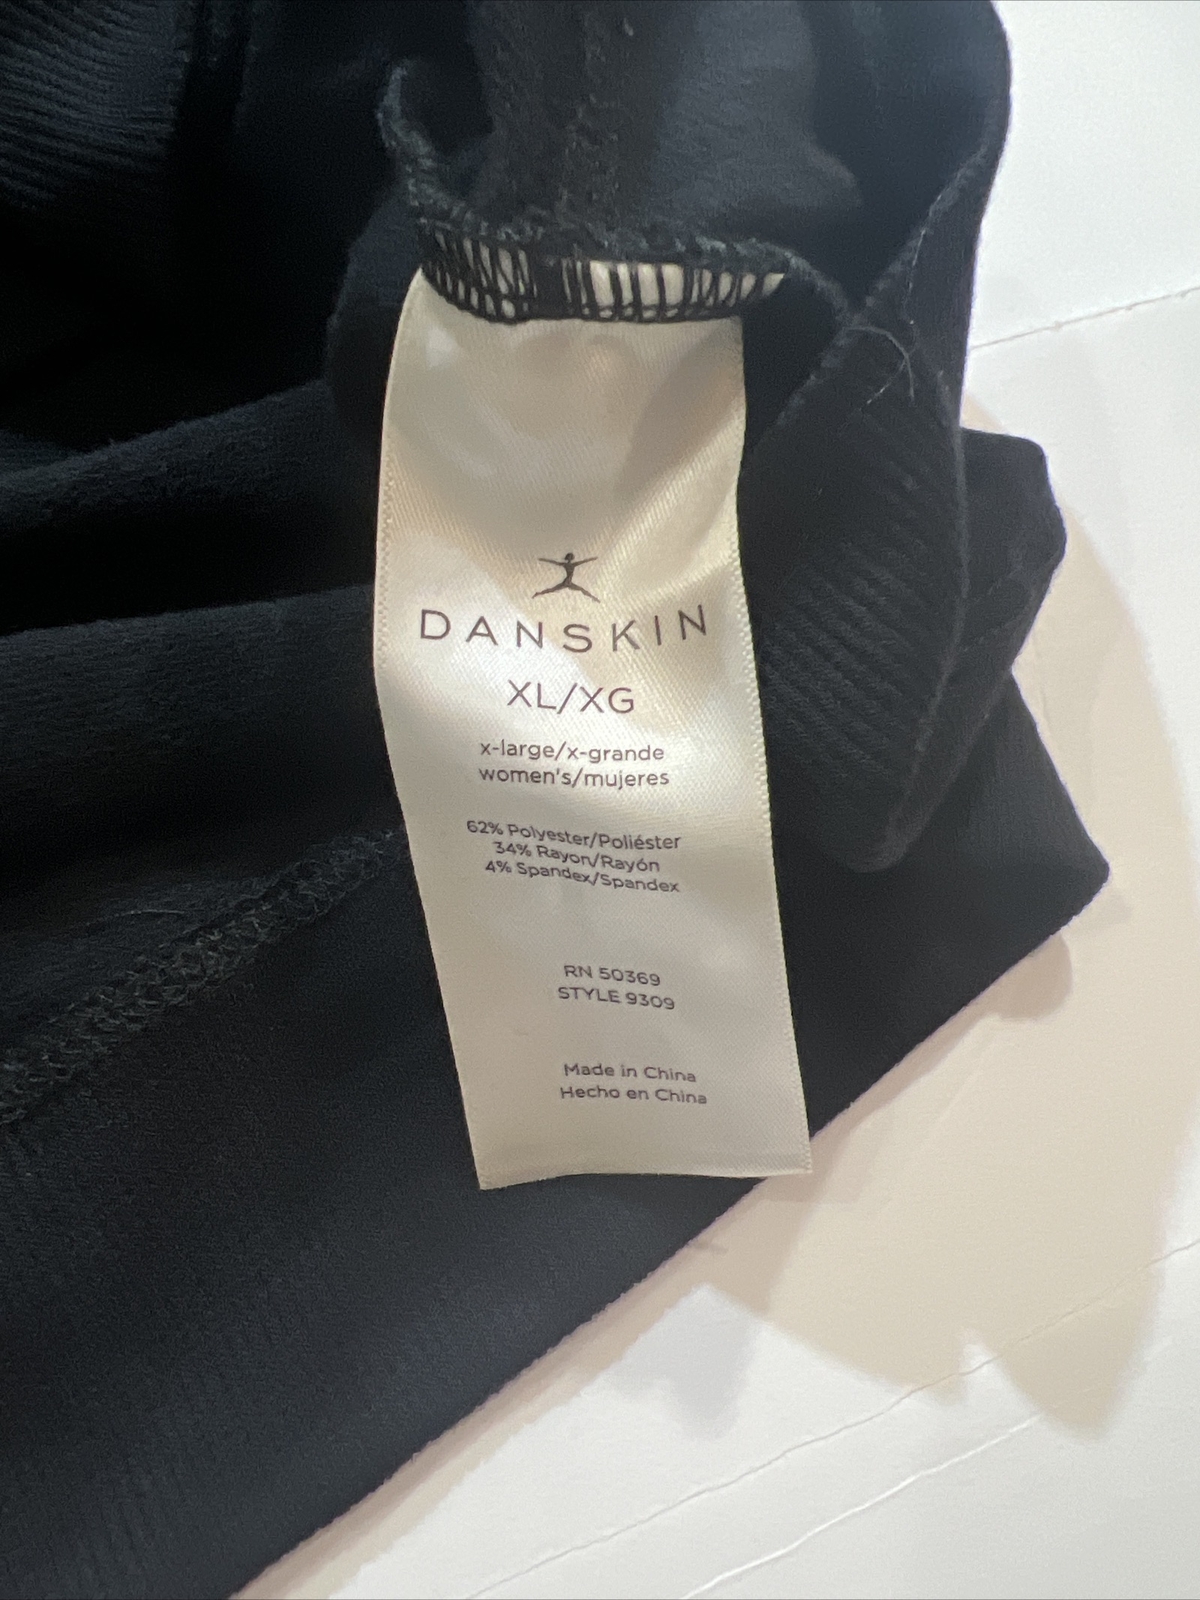 DANSKIN
XL/XG
x-large/x-grande
women's/mujeres
62% Polyester/Poliéster
34% Rayon/Rayón
4% Spandex/Spandex
RN 50369
STYLE 9309
Made in China
Hecho en China